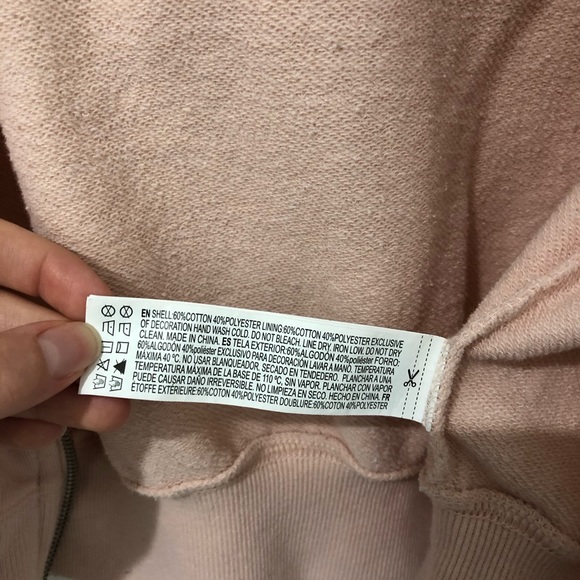 EN SHELL:60%COTTON 40%POLYESTER LINING:60%COTTON 40%POLYESTER EXCLUSIVE
OF DECORATION HAND WASH COLD. DO NOT BLEACH. LINE DRY. IRON LOW. DO NOT DRY
CLEAN. MADE IN CHINA. ES TELA EXTERIOR:60%ALGODÓN 40%poliéster FORRO:
60%ALGODÓN 40%poliéster EXCLUSIVO PARA DECORACIÓN LAVAR A MANO. TEMPERATURA
MÁXIMA 40 ºC. NO USAR BLANQUEADOR. SECADO EN TENDEDERO. PLANCHAR A UNA
TEMPERATURA MÁXIMA DE LA BASE DE 110 ºC, SIN VAPOR. PLANCHAR CON VAPOR
PUEDE CAUSAR DAÑO IRREVERSIBLE. NO LIMPIEZA EN SECO. HECHO EN CHINA. FR
ÉTOFFE EXTÉRIEURE:60%COTON 40%POLYESTER DOUBLURE:60%COTON 40%POLYESTER